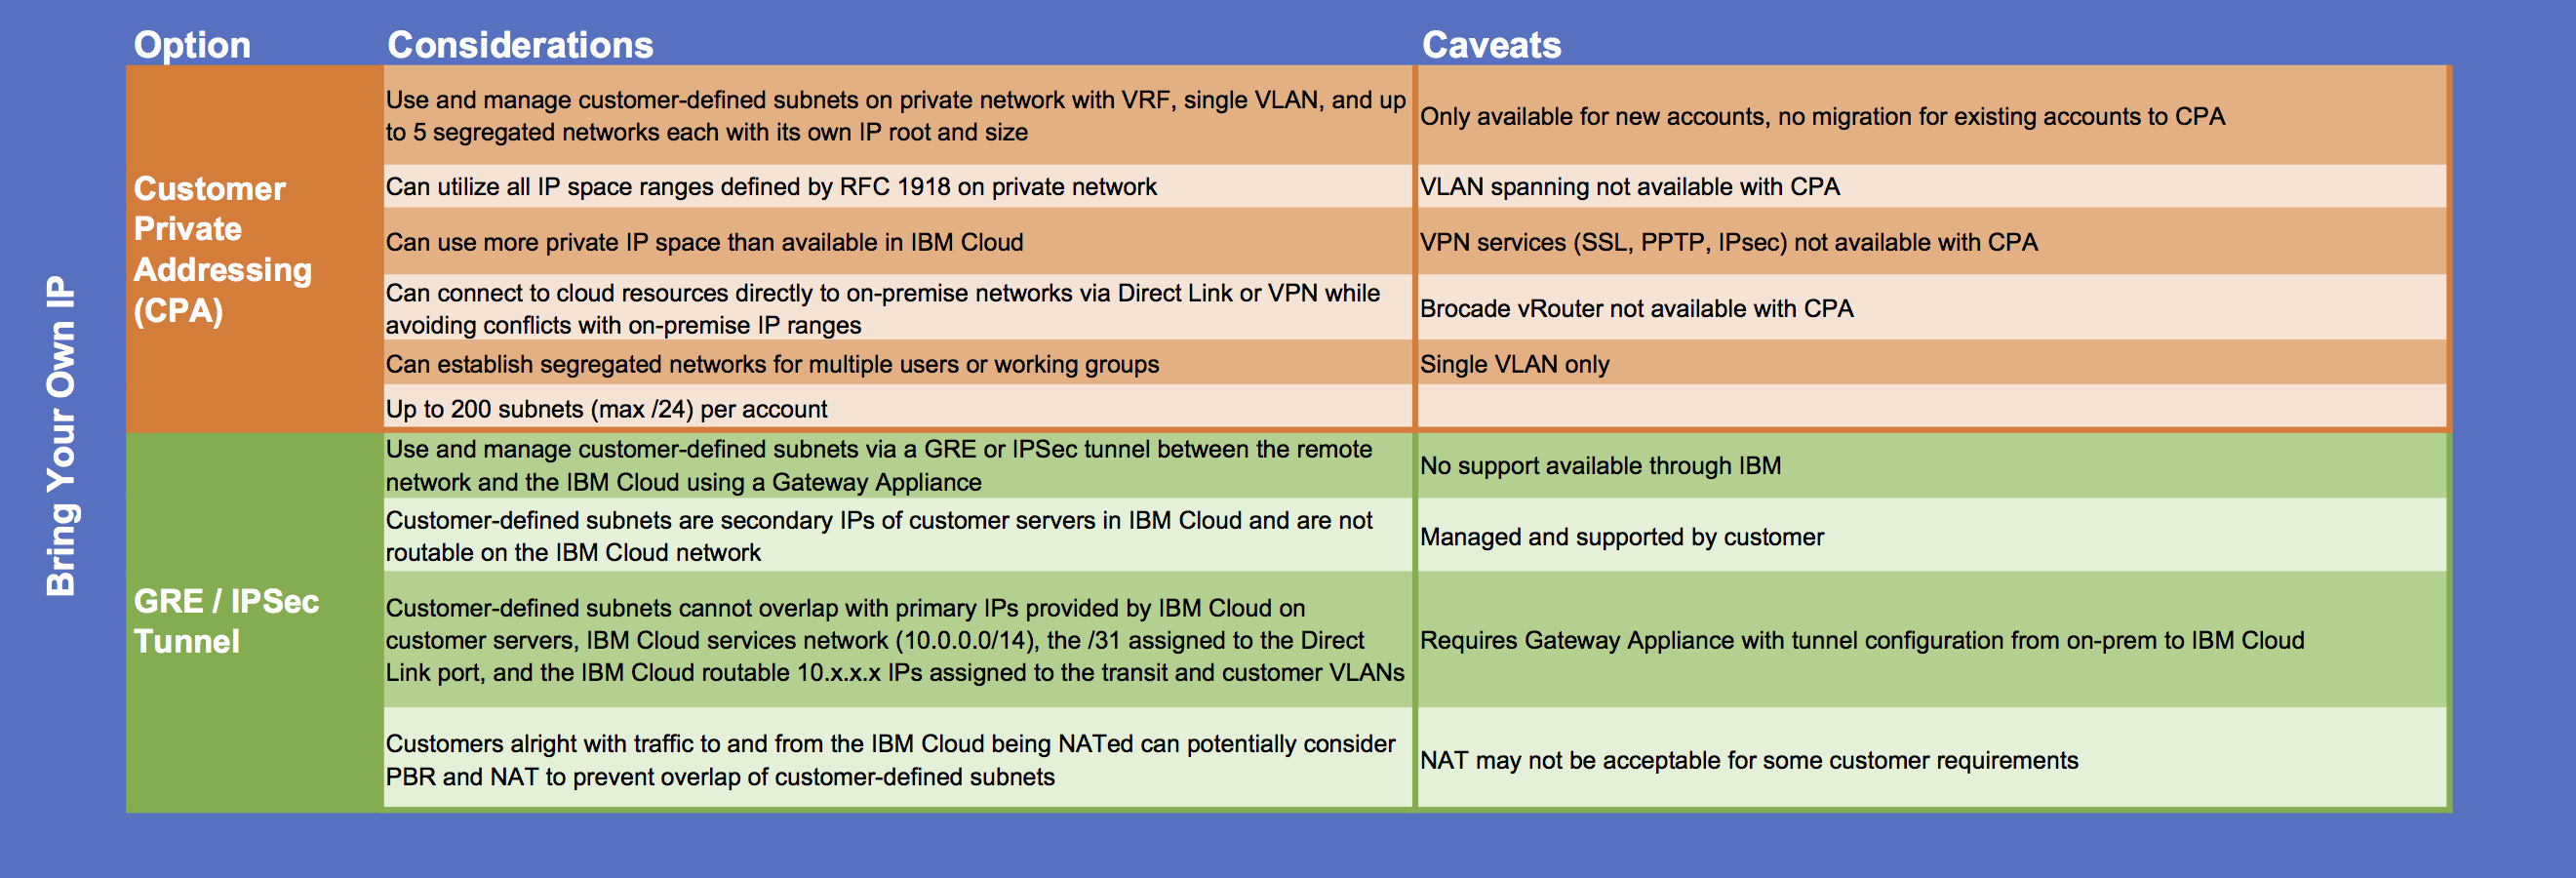 Bring Your Own IP
Option
Considerations
Caveats
Customer
Private
Addressing
(CPA)
Use and manage customer-defined subnets on private network with VRF, single VLAN, and up
to 5 segregated networks each with its own IP root and size
Only available for new accounts, no migration for existing accounts to CPA
Can utilize all IP space ranges defined by RFC 1918 on private network
VLAN spanning not available with CPA
Can use more private IP space than available in IBM Cloud
VPN services (SSL, PPTP, IPsec) not available with CPA
Can connect to cloud resources directly to on-premise networks via Direct Link or VPN while
avoiding conflicts with on-premise IP ranges
Brocade vRouter not available with CPA
Can establish segregated networks for multiple users or working groups
Single VLAN only
Up to 200 subnets (max /24) per account
GRE / IPSec
Tunnel
Use and manage customer-defined subnets via a GRE or IPSec tunnel between the remote
network and the IBM Cloud using a Gateway Appliance
No support available through IBM
Customer-defined subnets are secondary IPs of customer servers in IBM Cloud and are not
routable on the IBM Cloud network
Managed and supported by customer
Customer-defined subnets cannot overlap with primary IPs provided by IBM Cloud on
customer servers, IBM Cloud services network (10.0.0.0/14), the /31 assigned to the Direct
Link port, and the IBM Cloud routable 10.x.x.x IPs assigned to the transit and customer VLANs
Requires Gateway Appliance with tunnel configuration from on-prem to IBM Cloud
Customers alright with traffic to and from the IBM Cloud being NATed can potentially consider
PBR and NAT to prevent overlap of customer-defined subnets
NAT may not be acceptable for some customer requirements